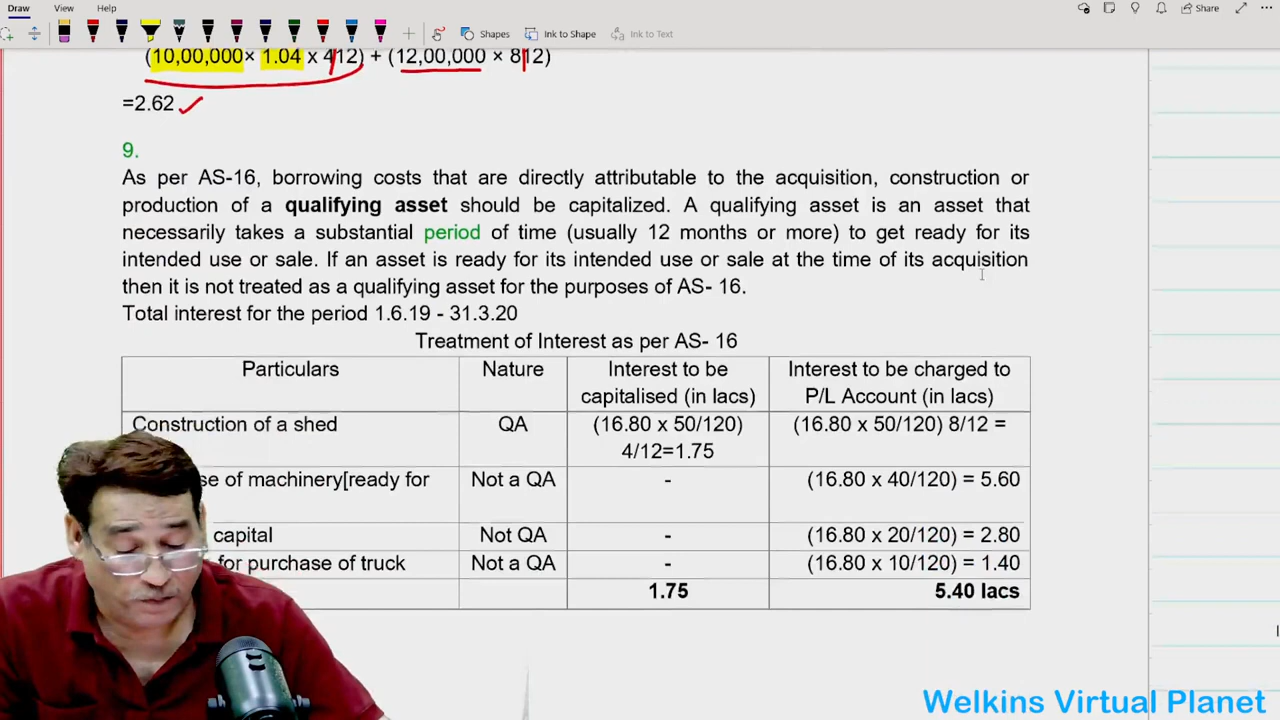 Draw View Help
Shapes Ink to Shape Ink to Text Share
(10,00,000× 1.04 x 412) + (12,00,000 × 812)
=2.62
9.
As per AS-16, borrowing costs that are directly attributable to the acquisition, construction or
production of a qualifying asset should be capitalized. A qualifying asset is an asset that
necessarily takes a substantial period of time (usually 12 months or more) to get ready for its
intended use or sale. If an asset is ready for its intended use or sale at the time of its acquisition
then it is not treated as a qualifying asset for the purposes of AS- 16.
Total interest for the period 1.6.19 - 31.3.20
Treatment of Interest as per AS- 16
Particulars Nature Interest to be capitalised (in lacs) Interest to be charged to P/L Account (in lacs)
Construction of a shed QA (16.80 x 50/120) 4/12=1.75 (16.80 x 50/120) 8/12 =
of machinery[ready for Not a QA - (16.80 x 40/120) = 5.60
capital Not QA - (16.80 x 20/120) = 2.80
for purchase of truck Not a QA - (16.80 x 10/120) = 1.40
1.75 5.40 lacs
Welkins Virtual Planet